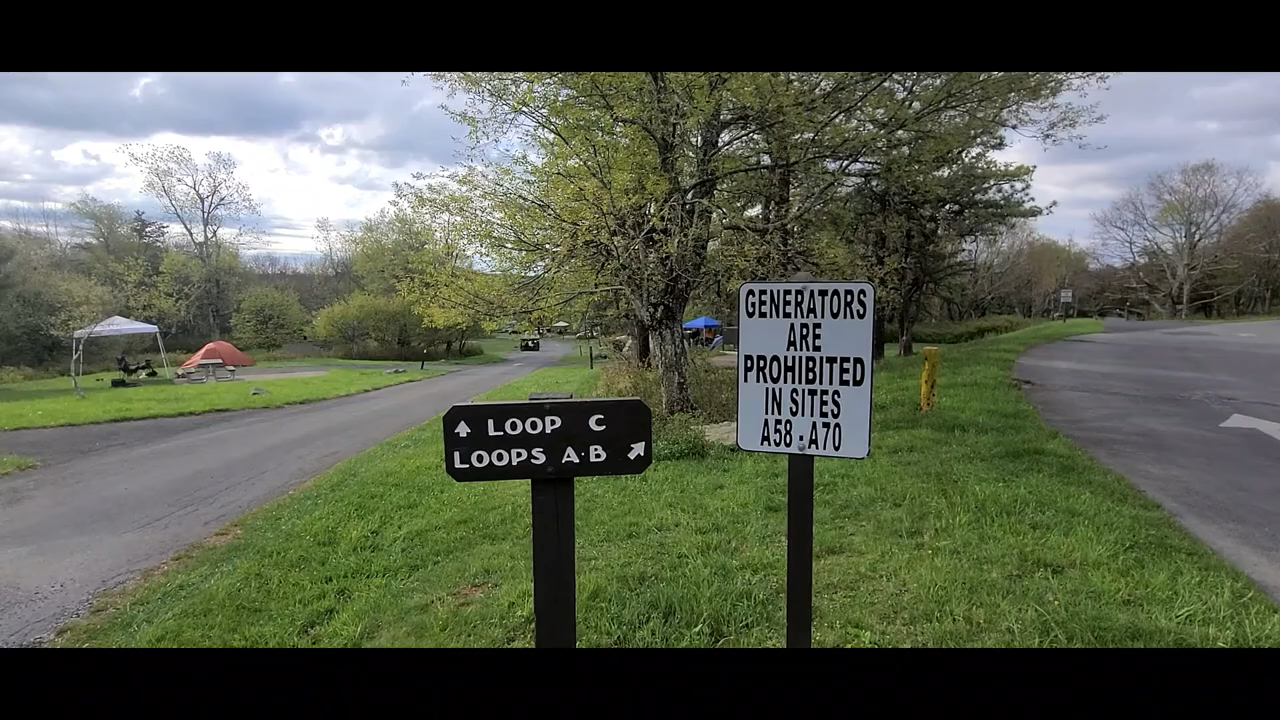 ↑ LOOP C
LOOPS A·B ↗
GENERATORS
ARE
PROHIBITED
IN SITES
A58 - A70